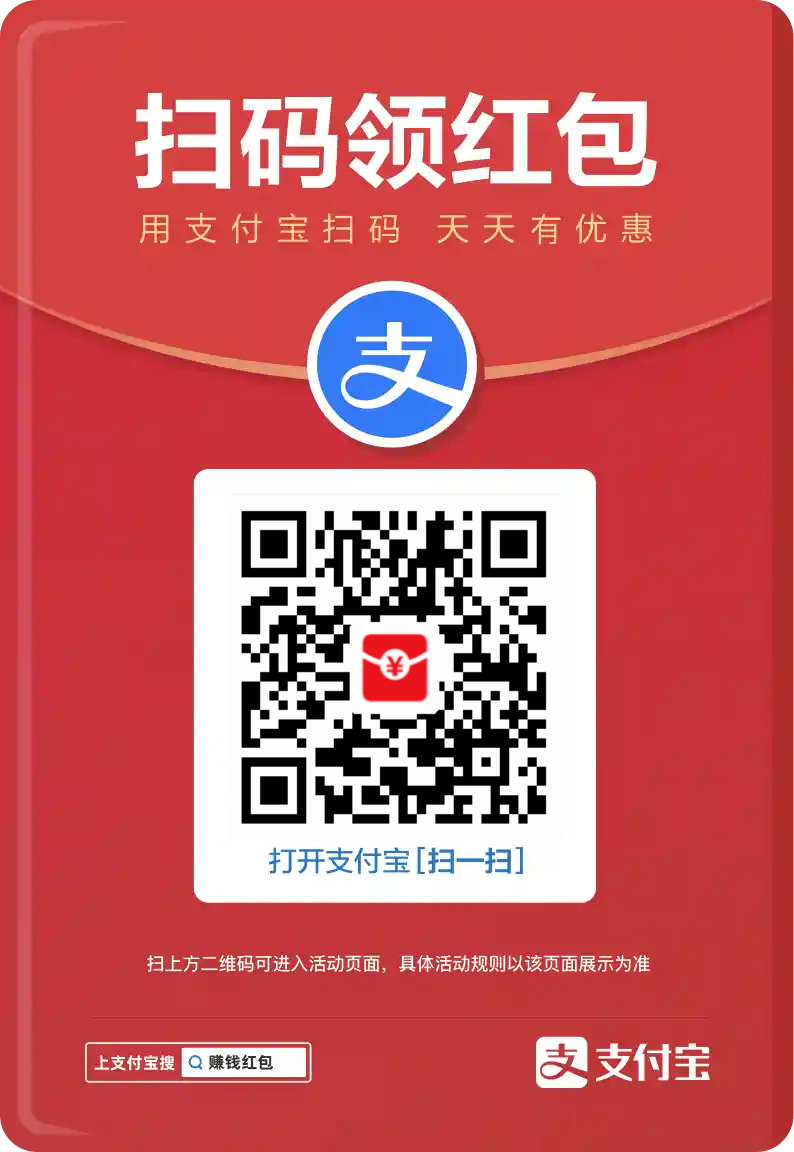 扫码领红包
用支付宝扫码 天天有优惠
支
¥
打开支付宝[扫一扫]
扫上方二维码可进入活动页面，具体活动规则以该页面展示为准
上支付宝搜 赚钱红包
支 支付宝